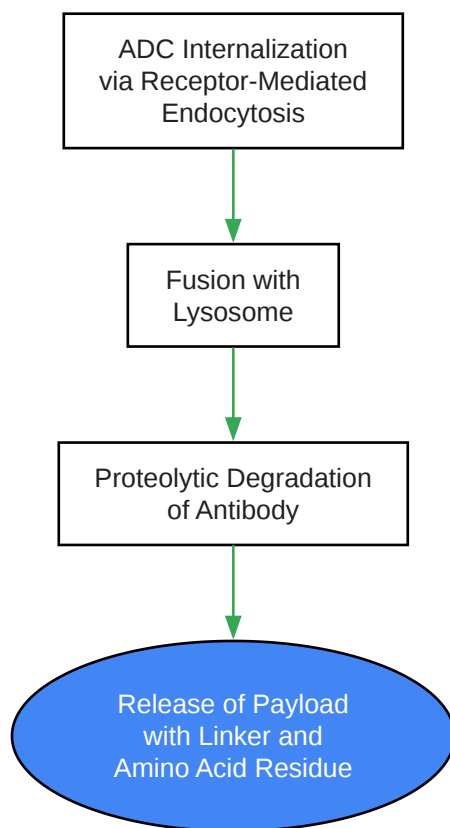 ADC Internalization
via Receptor-Mediated
Endocytosis
Fusion with
Lysosome
Proteolytic Degradation
of Antibody
Release of Payload
with Linker and
Amino Acid Residue